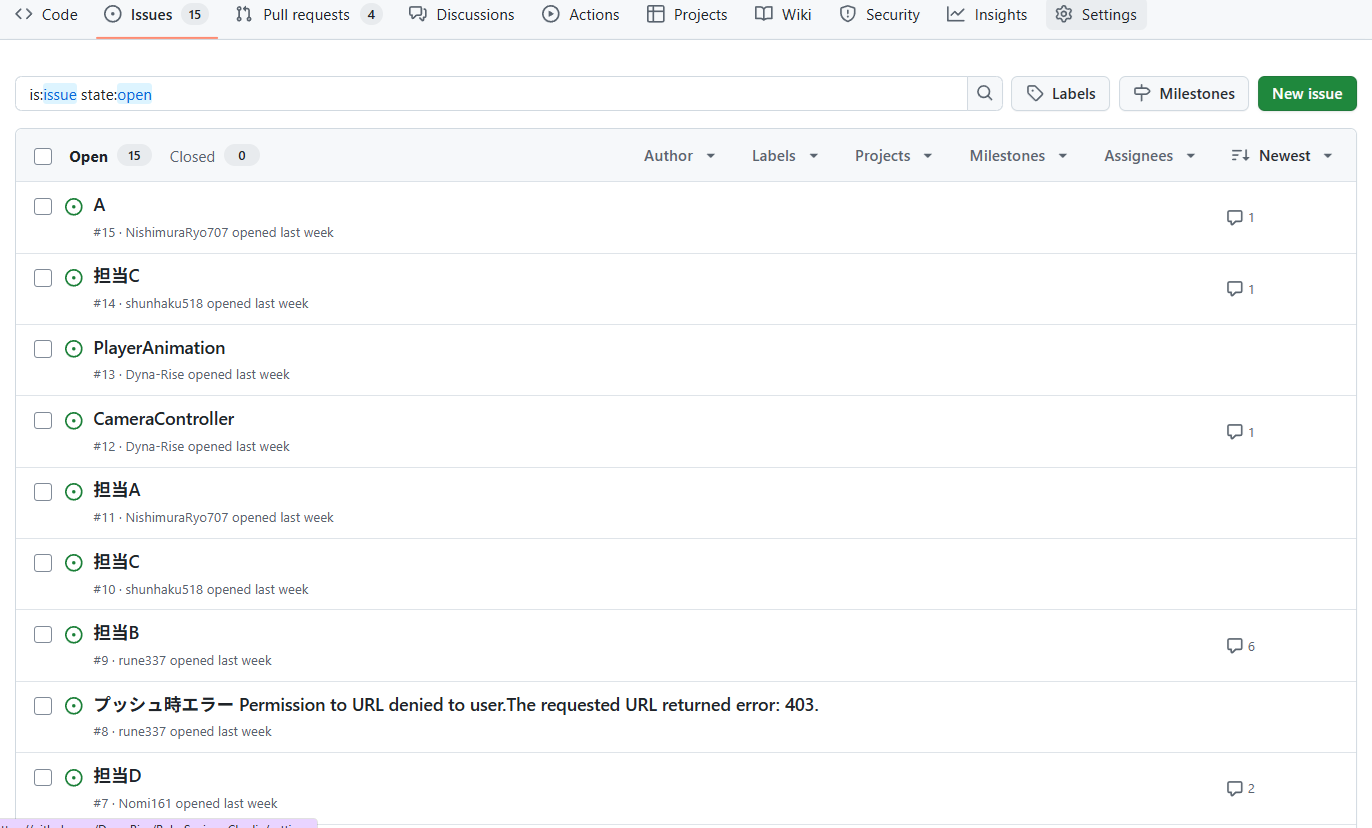 Code Issues 15 Pull requests 4 Discussions Actions Projects Wiki Security Insights Settings
is:issue state:open Labels Milestones New issue
Open 15 Closed 0 Author Labels Projects Milestones Assignees Newest
A
#15 · NishimuraRyo707 opened last week
1
担当C
#14 · shunhaku518 opened last week
1
PlayerAnimation
#13 · Dyna-Rise opened last week
CameraController
#12 · Dyna-Rise opened last week
1
担当A
#11 · NishimuraRyo707 opened last week
担当C
#10 · shunhaku518 opened last week
担当B
#9 · rune337 opened last week
6
プッシュ時エラー Permission to URL denied to user.The requested URL returned error: 403.
#8 · rune337 opened last week
担当D
#7 · Nomi161 opened last week
2